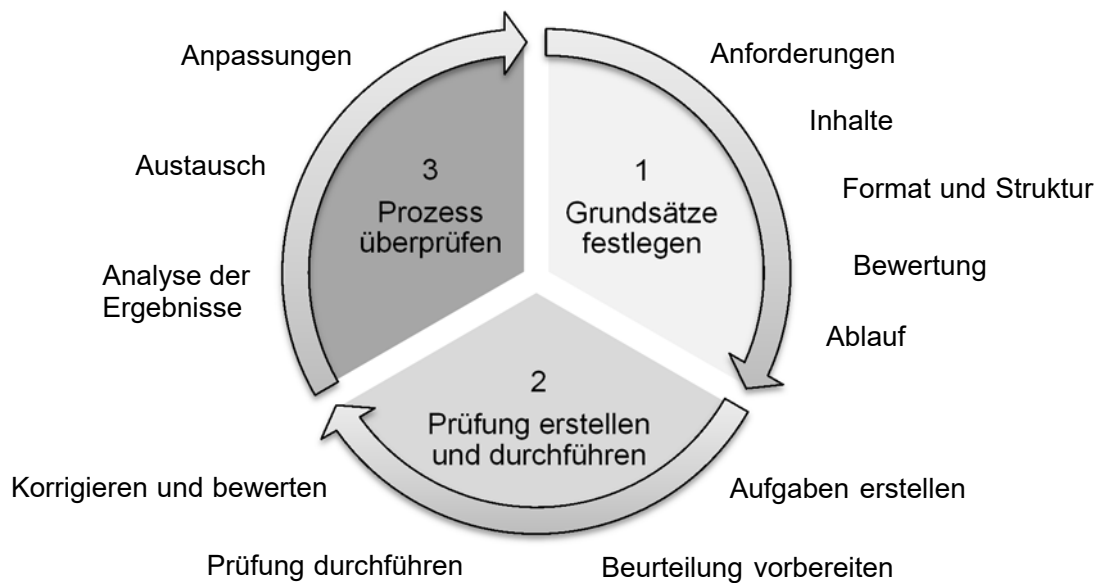 Anforderungen
Inhalte
Format und Struktur
Bewertung
Ablauf
1
Grundsätze
festlegen
Aufgaben erstellen
Beurteilung vorbereiten
Prüfung durchführen
Korrigieren und bewerten
2
Prüfung erstellen
und durchführen
Analyse der
Ergebnisse
Austausch
Anpassungen
3
Prozess
überprüfen